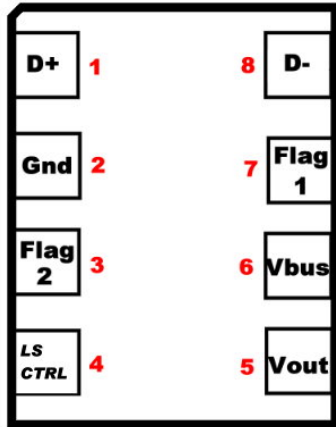 D+ 1 8 D-
Gnd 2 7 Flag
1
Flag
2 3 6 Vbus
LS
CTRL 4 5 Vout